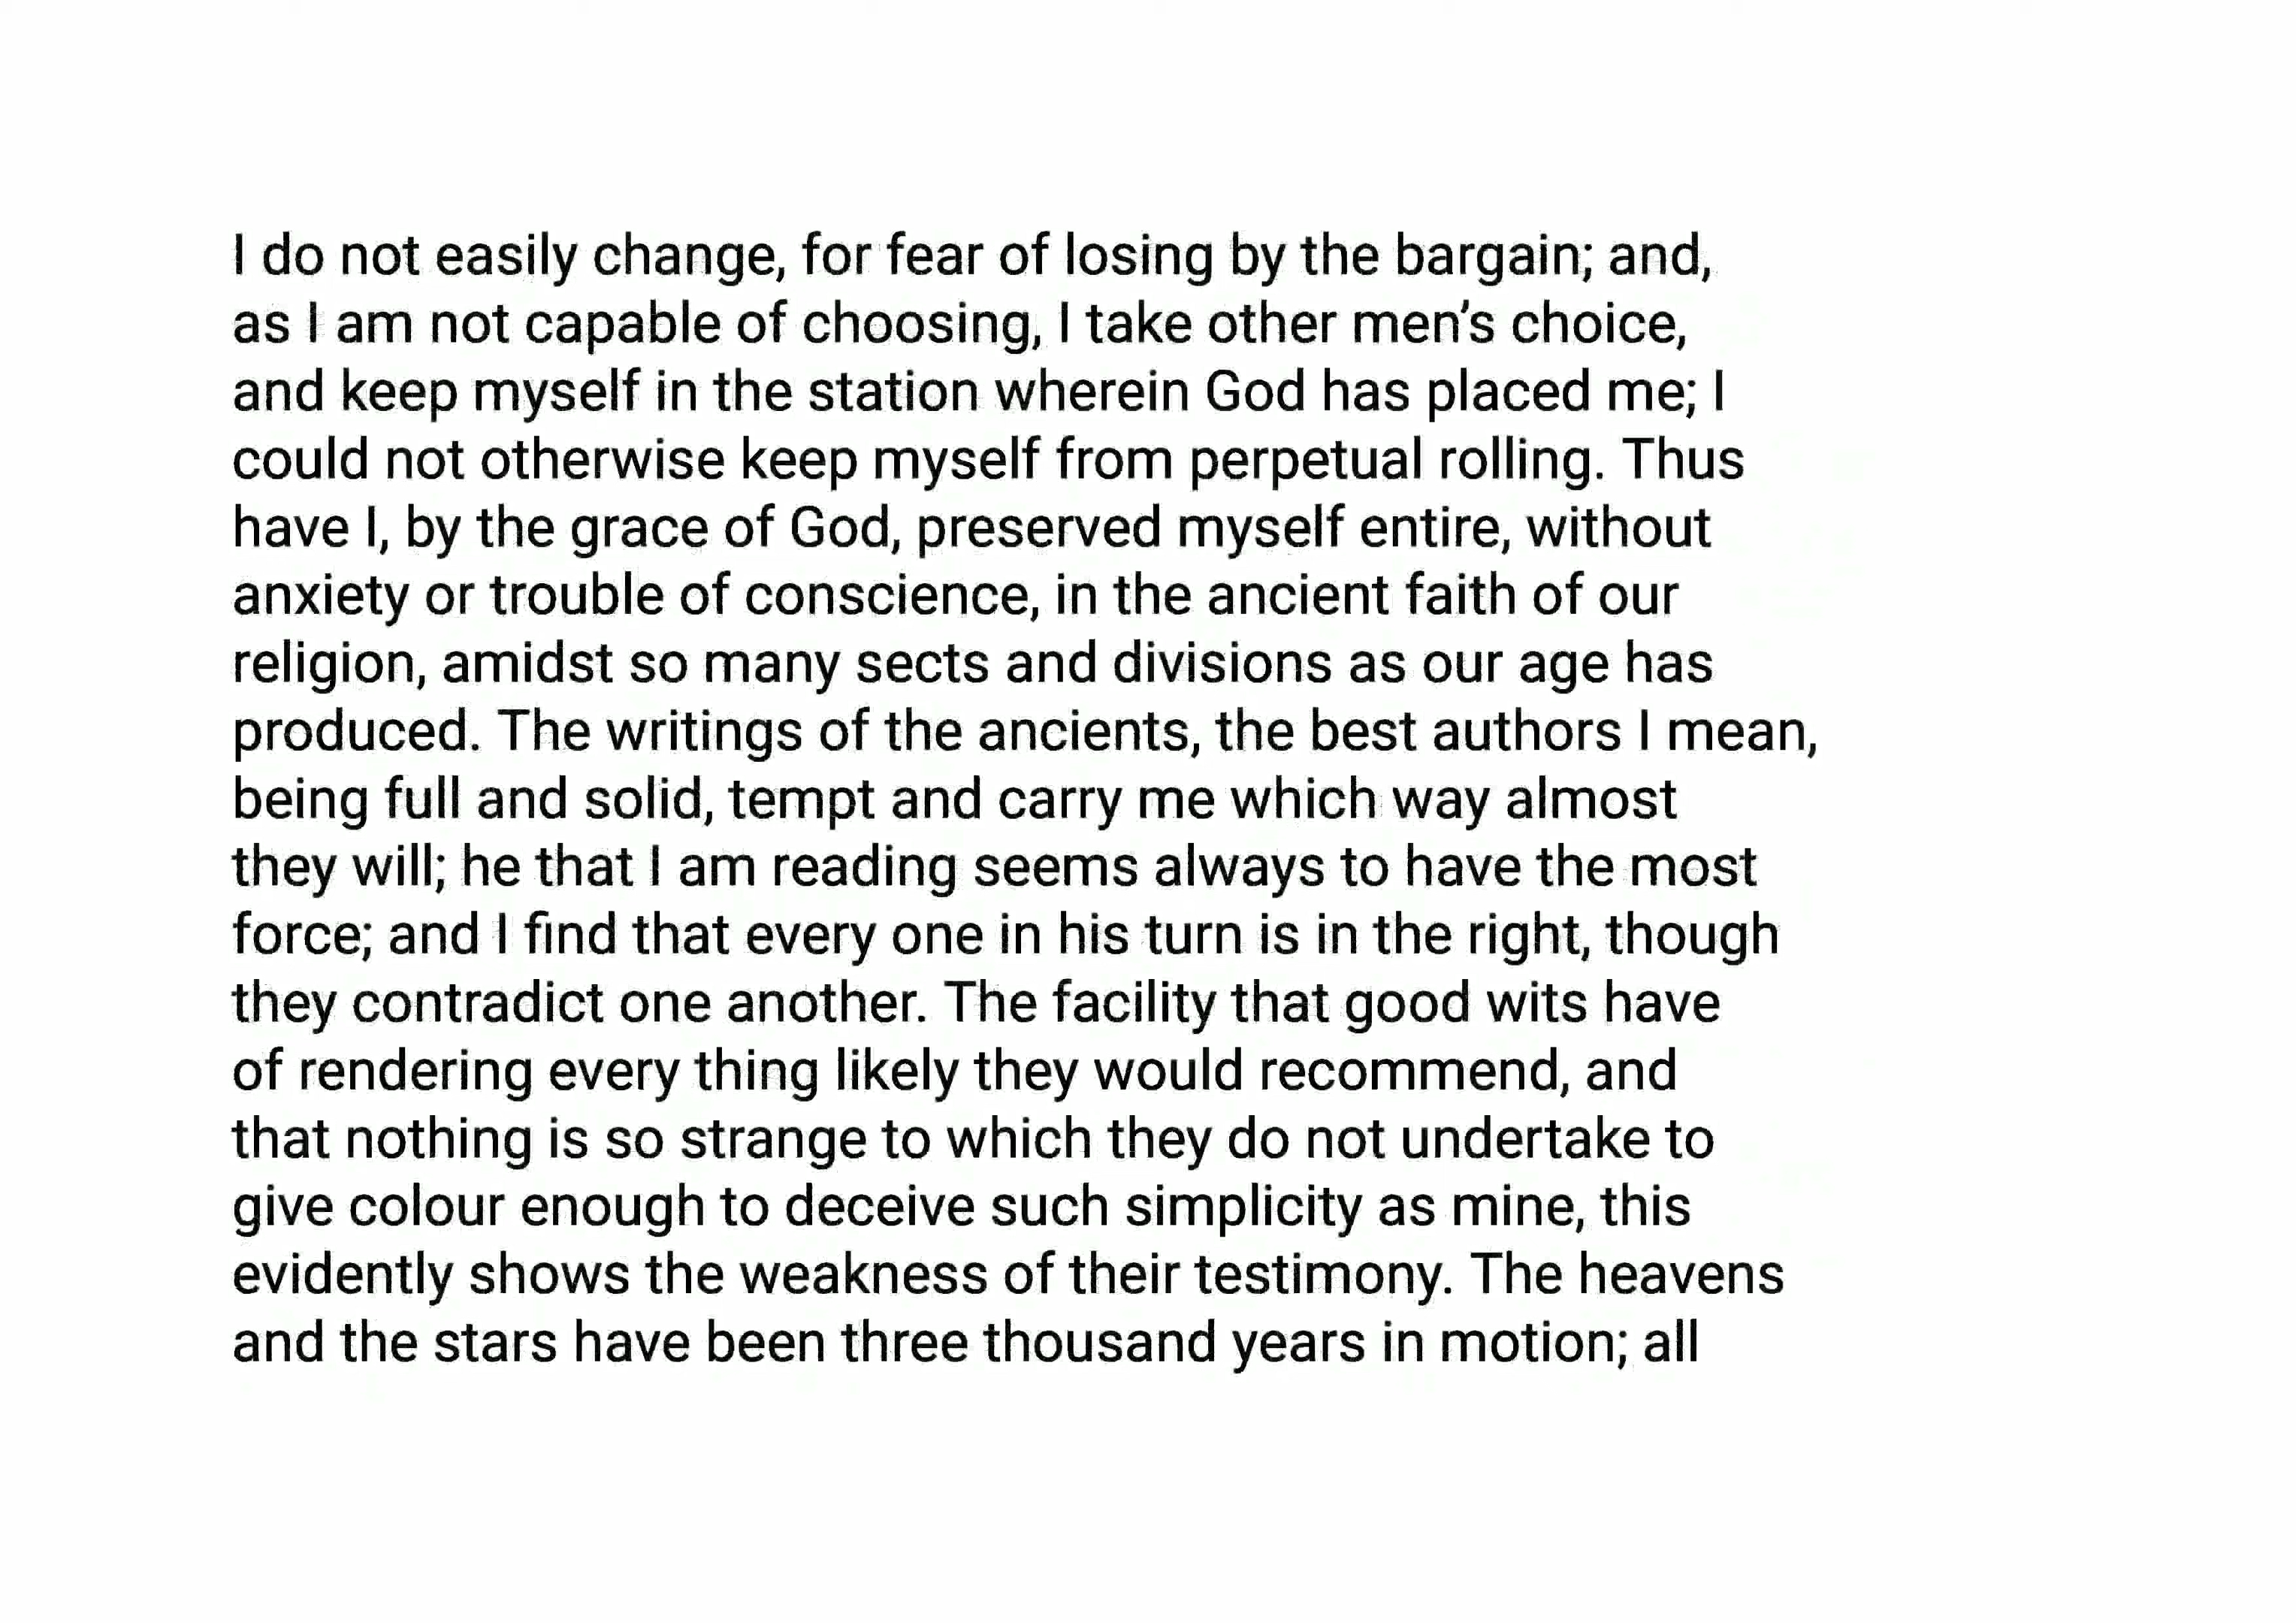 I do not easily change, for fear of losing by the bargain; and,
as I am not capable of choosing, I take other men’s choice,
and keep myself in the station wherein God has placed me; I
could not otherwise keep myself from perpetual rolling. Thus
have I, by the grace of God, preserved myself entire, without
anxiety or trouble of conscience, in the ancient faith of our
religion, amidst so many sects and divisions as our age has
produced. The writings of the ancients, the best authors I mean,
being full and solid, tempt and carry me which way almost
they will; he that I am reading seems always to have the most
force; and I find that every one in his turn is in the right, though
they contradict one another. The facility that good wits have
of rendering every thing likely they would recommend, and
that nothing is so strange to which they do not undertake to
give colour enough to deceive such simplicity as mine, this
evidently shows the weakness of their testimony. The heavens
and the stars have been three thousand years in motion; all